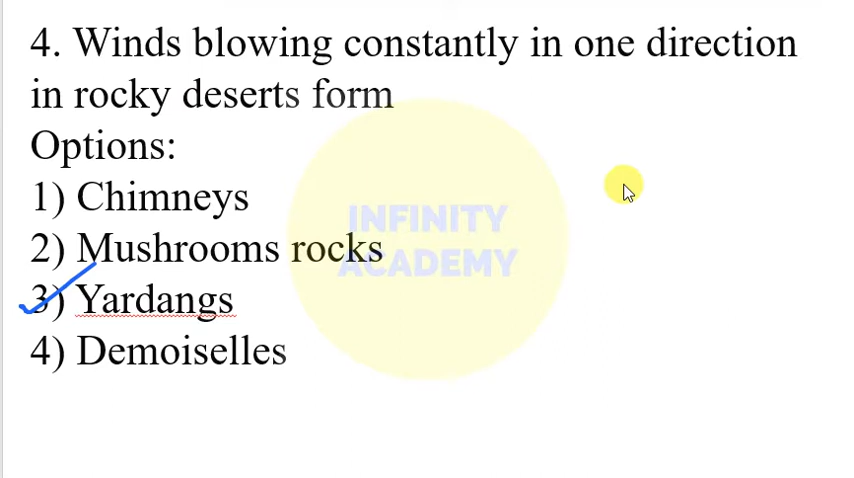 4. Winds blowing constantly in one direction
in rocky deserts form
Options:
1) Chimneys
2) Mushrooms rocks
3) Yardangs
4) Demoiselles
INFINITY
ACADEMY